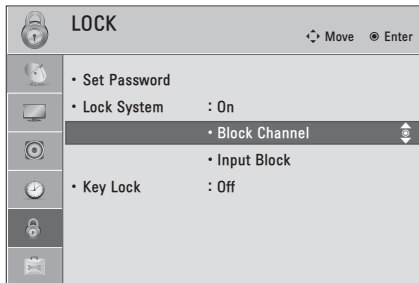 LOCK
Move Enter
• Set Password
• Lock System : On
• Block Channel
• Input Block
• Key Lock : Off